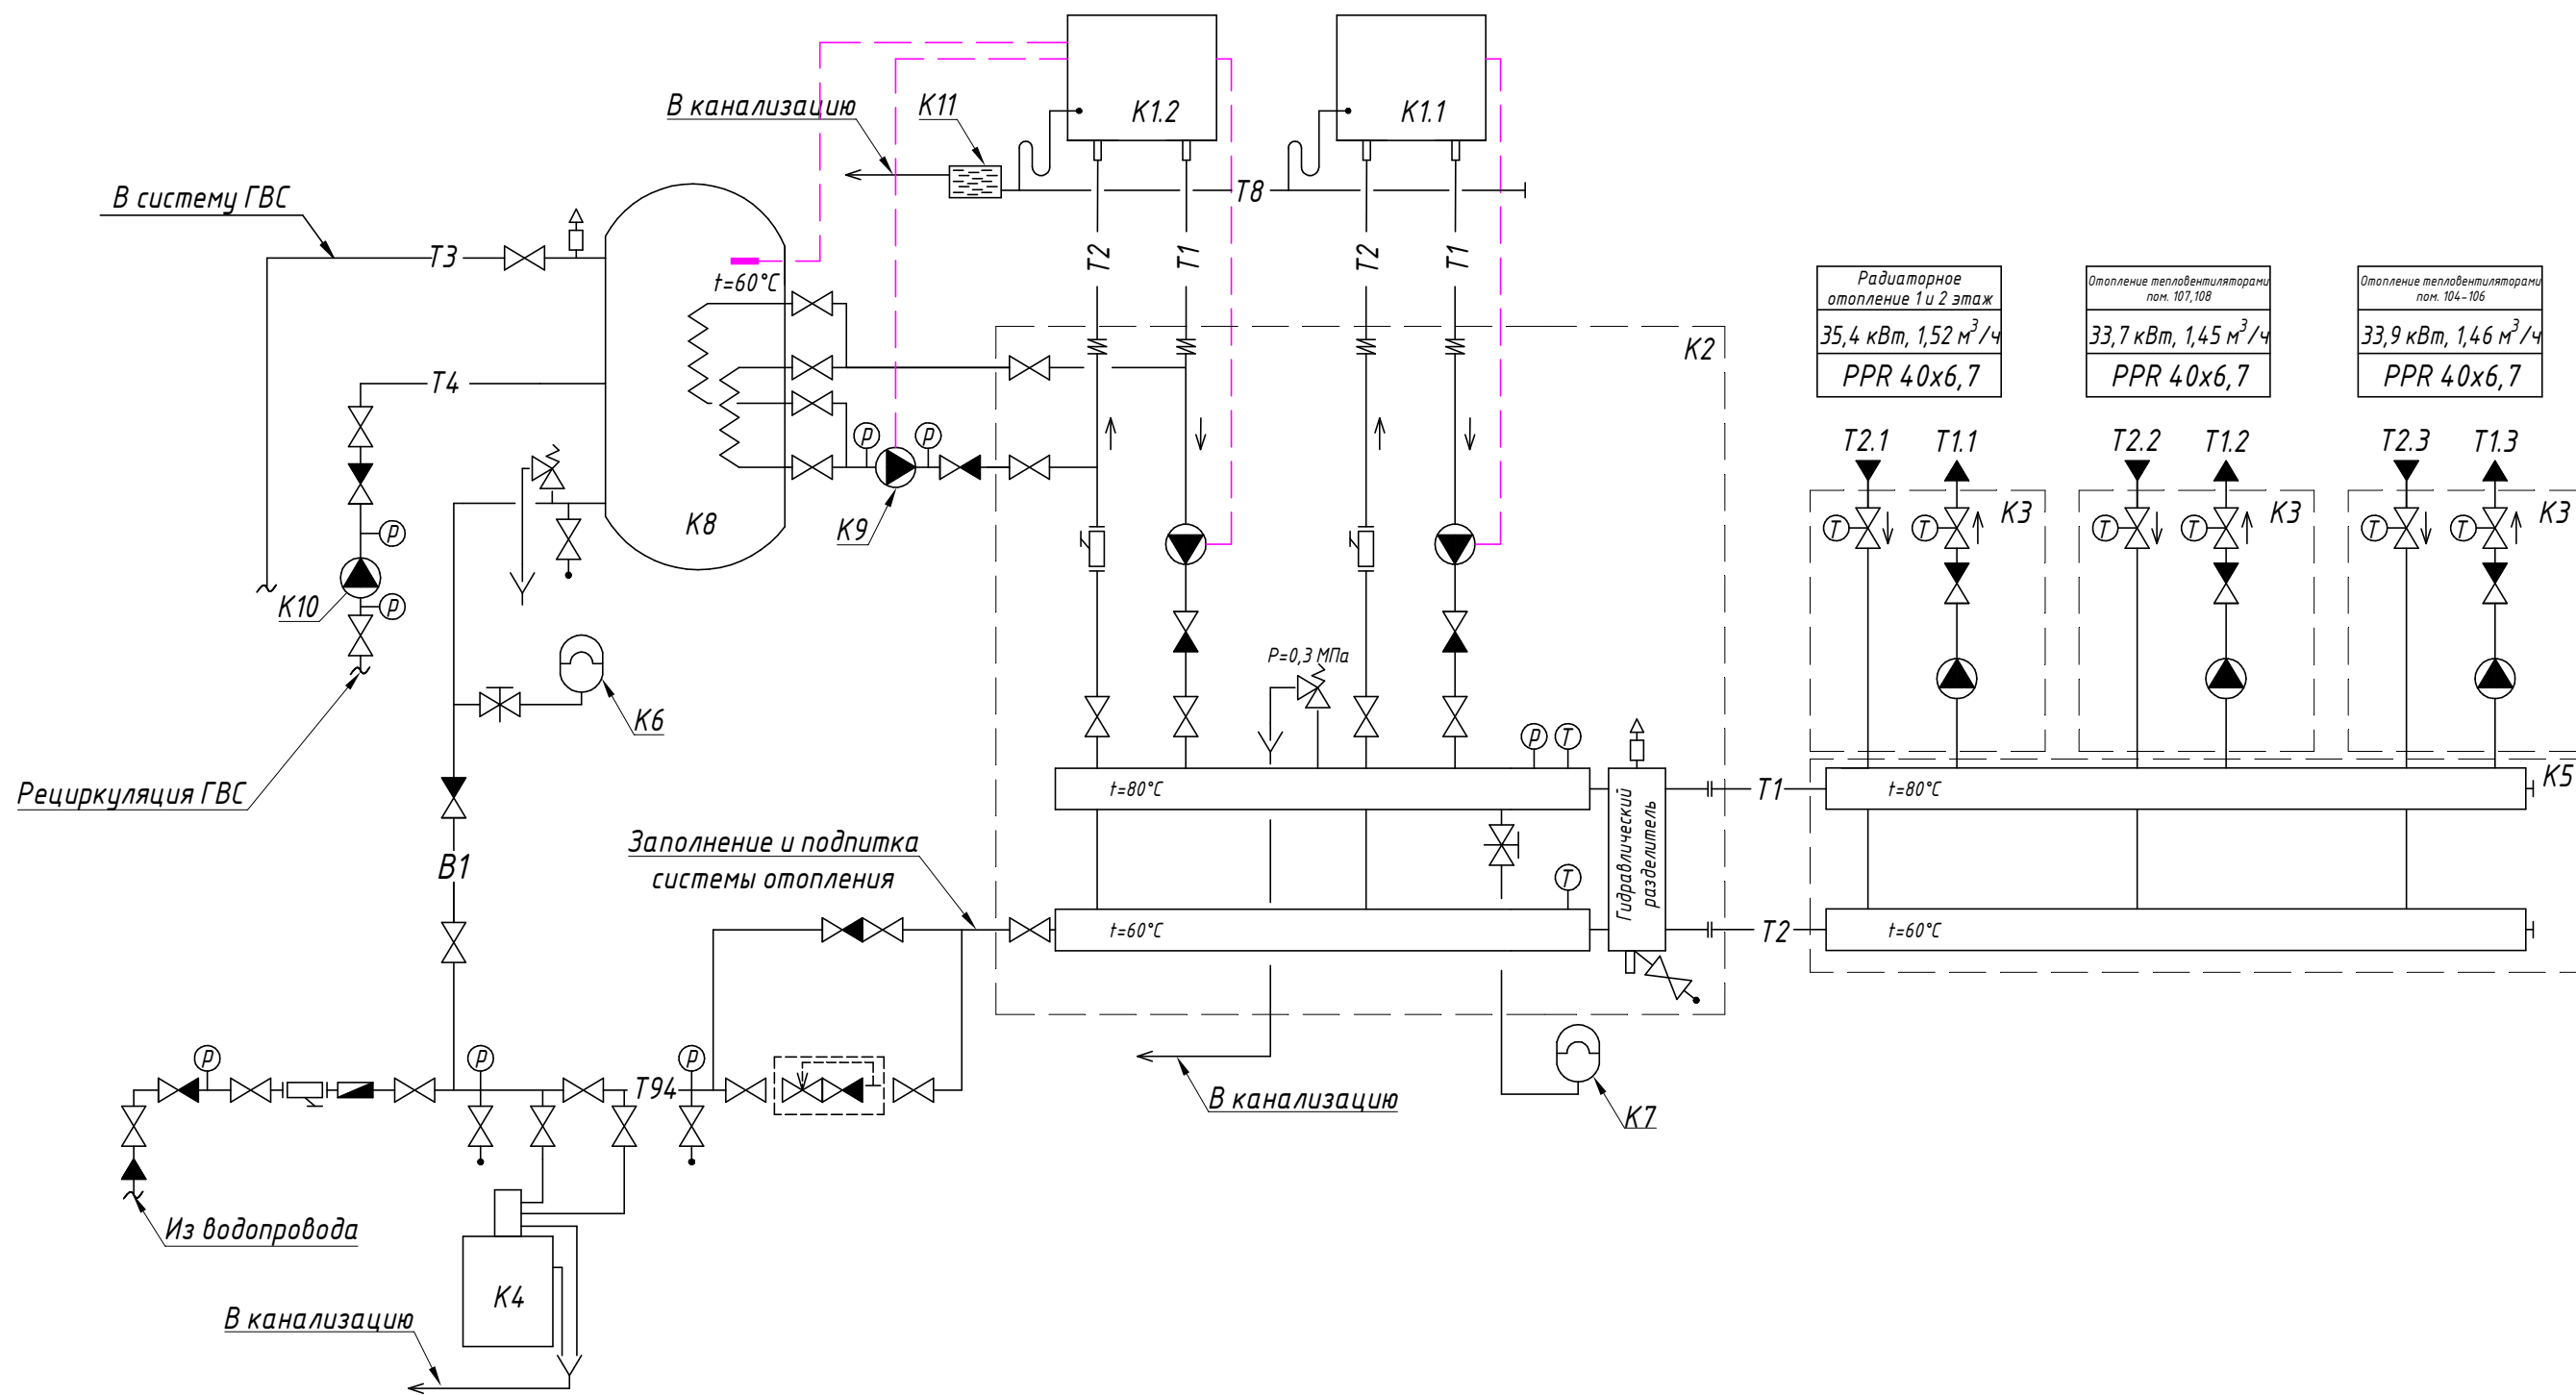 К1.2
К1.1
В канализацию
К11
Т8
В систему ГВС
Т3
t=60°С
Т2
Т1
Т2
Т1
Радиаторное
отопление 1 и 2 этаж
35,4 кВт, 1,52 м³/ч
PPR 40х6,7
Отопление тепловентиляторами
пом. 107,108
33,7 кВт, 1,45 м³/ч
PPR 40х6,7
Отопление тепловентиляторами
пом. 104-106
33,9 кВт, 1,46 м³/ч
PPR 40х6,7
К2
Т4
Р
Р
Т2.1
Т1.1
Т2.2
Т1.2
Т2.3
Т1.3
К8
К9
Р
К10
Р
Т
Т
К3
Т
Т
К3
Т
Т
К3
Р=0,3 МПа
К6
Рециркуляция ГВС
Р
Т
t=80°С
Гидравлический
разделитель
Т1
t=80°С
К5
В1
Заполнение и подпитка
системы отопления
Т
t=60°С
Т2
t=60°С
Р
Р
Р
Т94
В канализацию
К7
Из водопровода
К4
В канализацию